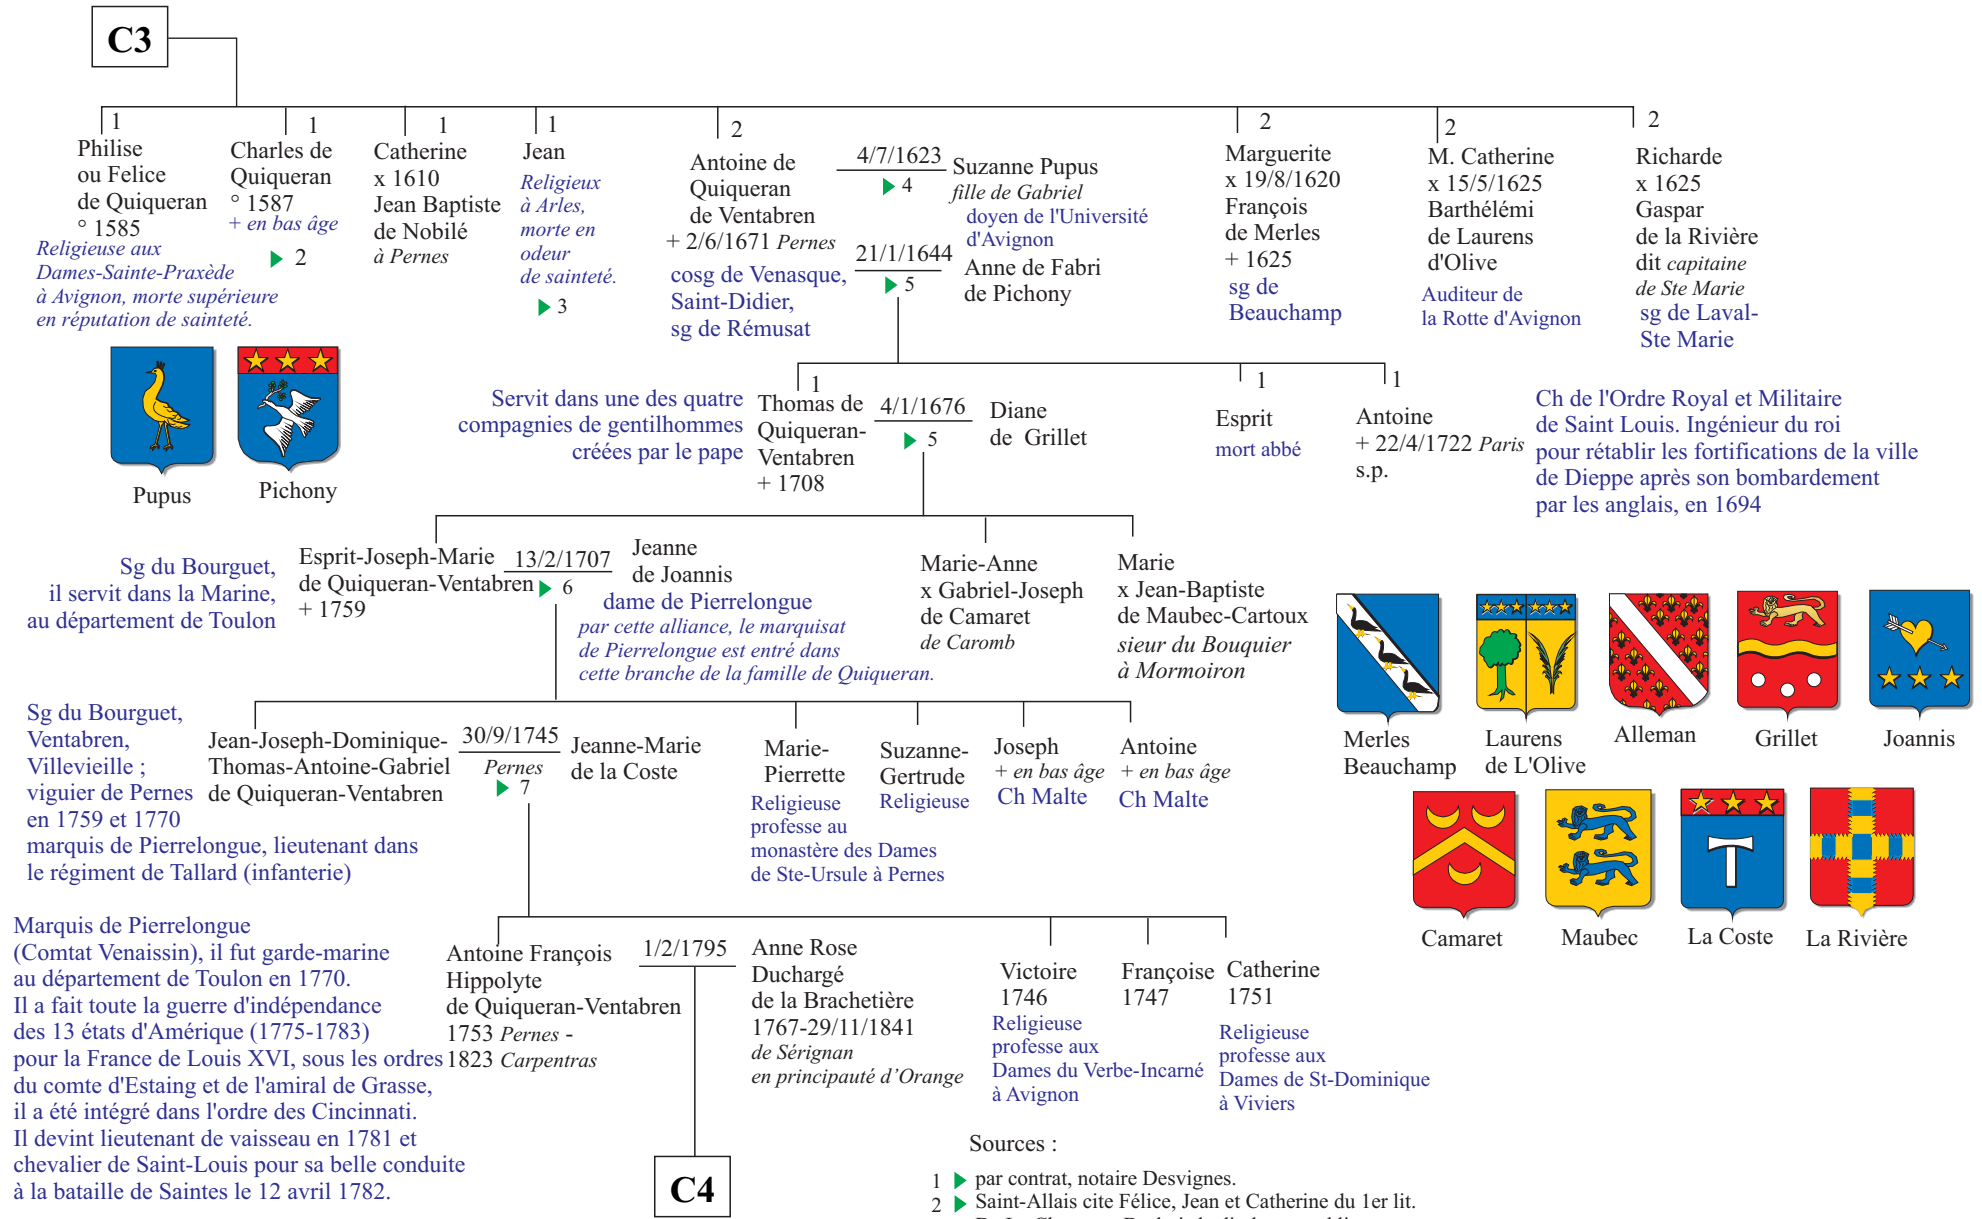 C3
1
Philise
ou Felice
de Quiqueran
° 1585
Religieuse aux
Dames-Sainte-Praxède
à Avignon, morte supérieure
en réputation de sainteté.
1
Charles de
Quiqueran
° 1587
+ en bas âge
2
1
Catherine
x 1610
Jean Baptiste
de Nobilé
à Pernes
1
Jean
Religieux
à Arles,
morte en
odeur
de sainteté.
3
2
Antoine de
Quiqueran
de Ventabren
+ 2/6/1671 Pernes
cosg de Venasque,
Saint-Didier,
sg de Rémusat
4/7/1623
4
Suzanne Pupus
fille de Gabriel
doyen de l'Université
d'Avignon
21/1/1644
5
Anne de Fabri
de Pichony
2
Marguerite
x 19/8/1620
François
de Merles
+ 1625
sg de
Beauchamp
2
M. Catherine
x 15/5/1625
Barthélémi
de Laurens
d'Olive
Auditeur de
la Rotte d'Avignon
2
Richarde
x 1625
Gaspar
de la Rivière
dit capitaine
de Ste Marie
sg de Laval-
Ste Marie
Pupus
Pichony
Servit dans une des quatre
compagnies de gentilhommes
créées par le pape
1
Thomas de
Quiqueran-
Ventabren
+ 1708
4/1/1676
5
Diane
de Grillet
1
Esprit
mort abbé
1
Antoine
+ 22/4/1722 Paris
s.p.
Ch de l'Ordre Royal et Militaire
de Saint Louis. Ingénieur du roi
pour rétablir les fortifications de la ville
de Dieppe après son bombardement
par les anglais, en 1694
Sg du Bourguet,
il servit dans la Marine,
au département de Toulon
Esprit-Joseph-Marie
de Quiqueran-Ventabren
+ 1759
13/2/1707
6
Jeanne
de Joannis
dame de Pierrelongue
par cette alliance, le marquisat
de Pierrelongue est entré dans
cette branche de la famille de Quiqueran.
Marie-Anne
x Gabriel-Joseph
de Camaret
de Caromb
Marie
x Jean-Baptiste
de Maubec-Cartoux
sieur du Bouquier
à Mormoiron
Merles
Beauchamp
Laurens
de L'Olive
Alleman
Grillet
Joannis
Sg du Bourguet,
Ventabren,
Villevieille ;
viguier de Pernes
en 1759 et 1770
marquis de Pierrelongue, lieutenant dans
le régiment de Tallard (infanterie)
Jean-Joseph-Dominique-
Thomas-Antoine-Gabriel
de Quiqueran-Ventabren
30/9/1745
Pernes
7
Jeanne-Marie
de la Coste
Marie-
Pierrette
Religieuse
professe au
monastère des Dames
de Ste-Ursule à Pernes
Suzanne-
Gertrude
Religieuse
Joseph
+ en bas âge
Ch Malte
Antoine
+ en bas âge
Ch Malte
Camaret
Maubec
La Coste
La Rivière
Marquis de Pierrelongue
(Comtat Venaissin), il fut garde-marine
au département de Toulon en 1770.
Il a fait toute la guerre d'indépendance
des 13 états d'Amérique (1775-1783)
pour la France de Louis XVI, sous les ordres
du comte d'Estaing et de l'amiral de Grasse,
il a été intégré dans l'ordre des Cincinnati.
Il devint lieutenant de vaisseau en 1781 et
chevalier de Saint-Louis pour sa belle conduite
à la bataille de Saintes le 12 avril 1782.
Antoine François
Hippolyte
de Quiqueran-Ventabren
1753 Pernes -
1823 Carpentras
1/2/1795
Anne Rose
Duchargé
de la Brachetière
1767-29/11/1841
de Sérignan
en principauté d'Orange
Victoire
1746
Religieuse
professe aux
Dames du Verbe-Incarné
à Avignon
Françoise
1747
Catherine
1751
Religieuse
professe aux
Dames de St-Dominique
à Viviers
C4
Sources :
1 par contrat, notaire Desvignes.
2 Saint-Allais cite Félice, Jean et Catherine du 1er lit.